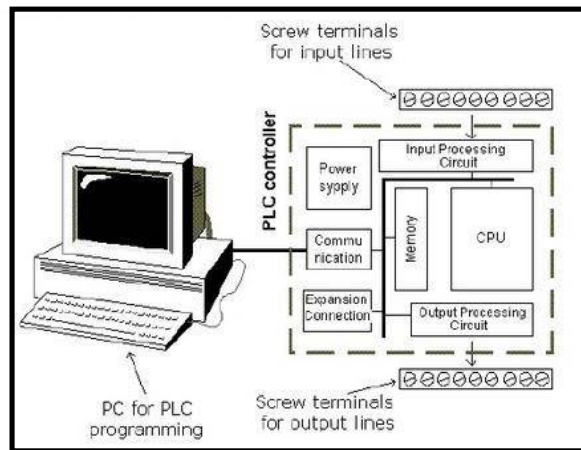 Screw terminals
for input lines
PLC controller
Input Processing
Circuit
Power
sypply
Memory
CPU
Commu
nication
Expansion
Connection
Output Processing
Circuit
PC for PLC
programming
Screw terminals
for output lines